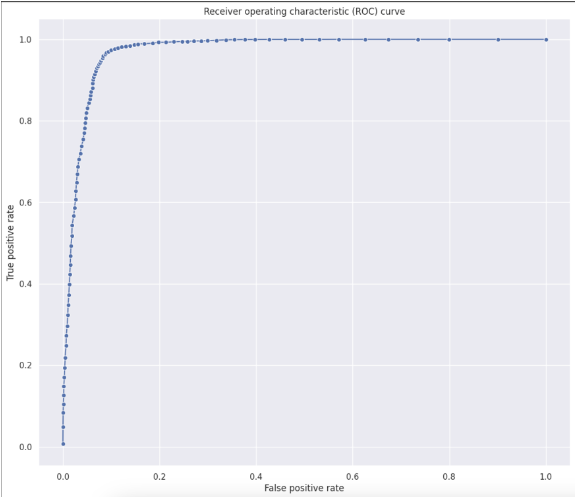 Receiver operating characteristic (ROC) curve
1.0
0.8
0.6
0.4
0.2
0.0
True positive rate
0.0 0.2 0.4 0.6 0.8 1.0
False positive rate